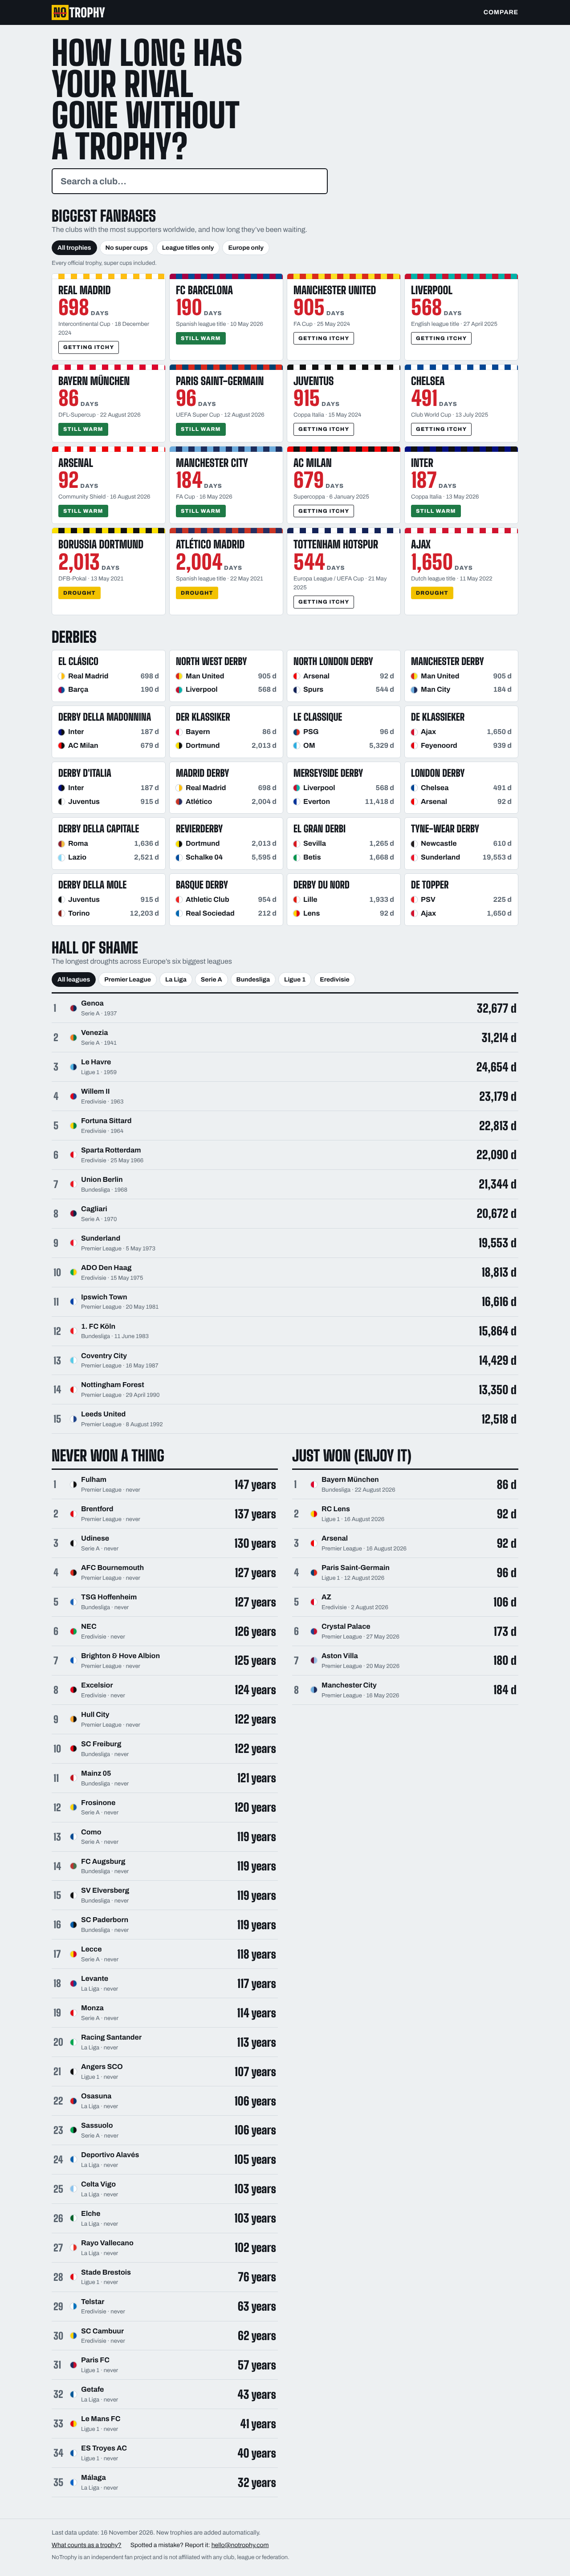 NOTROPHY
COMPARE
HOW LONG HAS
YOUR RIVAL
GONE WITHOUT
A TROPHY?
Search a club...
BIGGEST FANBASES
The clubs with the most supporters worldwide, and how long they've been waiting.
All trophies
No super cups
League titles only
Europe only
Every official trophy, super cups included.
REAL MADRID
698 DAYS
Intercontinental Cup · 18 December
2024
GETTING ITCHY
FC BARCELONA
190 DAYS
Spanish league title · 10 May 2026
STILL WARM
MANCHESTER UNITED
905 DAYS
FA Cup · 25 May 2024
GETTING ITCHY
LIVERPOOL
568 DAYS
English league title · 27 April 2025
GETTING ITCHY
BAYERN MÜNCHEN
86 DAYS
DFL-Supercup · 22 August 2026
STILL WARM
PARIS SAINT-GERMAIN
96 DAYS
UEFA Super Cup · 12 August 2026
STILL WARM
JUVENTUS
915 DAYS
Coppa Italia · 15 May 2024
GETTING ITCHY
CHELSEA
491 DAYS
Club World Cup · 13 July 2025
GETTING ITCHY
ARSENAL
92 DAYS
Community Shield · 16 August 2026
STILL WARM
MANCHESTER CITY
184 DAYS
FA Cup · 16 May 2026
STILL WARM
AC MILAN
679 DAYS
Supercoppa · 6 January 2025
GETTING ITCHY
INTER
187 DAYS
Coppa Italia · 13 May 2026
STILL WARM
BORUSSIA DORTMUND
2,013 DAYS
DFB-Pokal · 13 May 2021
DROUGHT
ATLÉTICO MADRID
2,004 DAYS
Spanish league title · 22 May 2021
DROUGHT
TOTTENHAM HOTSPUR
544 DAYS
Europa League / UEFA Cup · 21 May
2025
GETTING ITCHY
AJAX
1,650 DAYS
Dutch league title · 11 May 2022
DROUGHT
DERBIES
EL CLÁSICO
Real Madrid 698 d
Barça 190 d
NORTH WEST DERBY
Man United 905 d
Liverpool 568 d
NORTH LONDON DERBY
Arsenal 92 d
Spurs 544 d
MANCHESTER DERBY
Man United 905 d
Man City 184 d
DERBY DELLA MADONNINA
Inter 187 d
AC Milan 679 d
DER KLASSIKER
Bayern 86 d
Dortmund 2,013 d
LE CLASSIQUE
PSG 96 d
OM 5,329 d
DE KLASSIEKER
Ajax 1,650 d
Feyenoord 939 d
DERBY D'ITALIA
Inter 187 d
Juventus 915 d
MADRID DERBY
Real Madrid 698 d
Atlético 2,004 d
MERSEYSIDE DERBY
Liverpool 568 d
Everton 11,418 d
LONDON DERBY
Chelsea 491 d
Arsenal 92 d
DERBY DELLA CAPITALE
Roma 1,636 d
Lazio 2,521 d
REVIERDERBY
Dortmund 2,013 d
Schalke 04 5,595 d
EL GRAN DERBI
Sevilla 1,265 d
Betis 1,668 d
TYNE-WEAR DERBY
Newcastle 610 d
Sunderland 19,553 d
DERBY DELLA MOLE
Juventus 915 d
Torino 12,203 d
BASQUE DERBY
Athletic Club 954 d
Real Sociedad 212 d
DERBY DU NORD
Lille 1,933 d
Lens 92 d
DE TOPPER
PSV 225 d
Ajax 1,650 d
HALL OF SHAME
The longest droughts across Europe's six biggest leagues
All leagues
Premier League
La Liga
Serie A
Bundesliga
Ligue 1
Eredivisie
1 Genoa 32,677 d
Serie A · 1937
2 Venezia 31,214 d
Serie A · 1941
3 Le Havre 24,654 d
Ligue 1 · 1959
4 Willem II 23,179 d
Eredivisie · 1963
5 Fortuna Sittard 22,813 d
Eredivisie · 1964
6 Sparta Rotterdam 22,090 d
Eredivisie · 25 May 1966
7 Union Berlin 21,344 d
Bundesliga · 1968
8 Cagliari 20,672 d
Serie A · 1970
9 Sunderland 19,553 d
Premier League · 5 May 1973
10 ADO Den Haag 18,813 d
Eredivisie · 15 May 1975
11 Ipswich Town 16,616 d
Premier League · 20 May 1981
12 1. FC Köln 15,864 d
Bundesliga · 11 June 1983
13 Coventry City 14,429 d
Premier League · 16 May 1987
14 Nottingham Forest 13,350 d
Premier League · 29 April 1990
15 Leeds United 12,518 d
Premier League · 8 August 1992
NEVER WON A THING
1 Fulham 147 years
Premier League · never
2 Brentford 137 years
Premier League · never
3 Udinese 130 years
Serie A · never
4 AFC Bournemouth 127 years
Premier League · never
5 TSG Hoffenheim 127 years
Bundesliga · never
6 NEC 126 years
Eredivisie · never
7 Brighton & Hove Albion 125 years
Premier League · never
8 Excelsior 124 years
Eredivisie · never
9 Hull City 122 years
Premier League · never
10 SC Freiburg 122 years
Bundesliga · never
11 Mainz 05 121 years
Bundesliga · never
12 Frosinone 120 years
Serie A · never
13 Como 119 years
Serie A · never
14 FC Augsburg 119 years
Bundesliga · never
15 SV Elversberg 119 years
Bundesliga · never
16 SC Paderborn 119 years
Bundesliga · never
17 Lecce 118 years
Serie A · never
18 Levante 117 years
La Liga · never
19 Monza 114 years
Serie A · never
20 Racing Santander 113 years
La Liga · never
21 Angers SCO 107 years
Ligue 1 · never
22 Osasuna 106 years
La Liga · never
23 Sassuolo 106 years
Serie A · never
24 Deportivo Alavés 105 years
La Liga · never
25 Celta Vigo 103 years
La Liga · never
26 Elche 103 years
La Liga · never
27 Rayo Vallecano 102 years
La Liga · never
28 Stade Brestois 76 years
Ligue 1 · never
29 Telstar 63 years
Eredivisie · never
30 SC Cambuur 62 years
Eredivisie · never
31 Paris FC 57 years
Ligue 1 · never
32 Getafe 43 years
La Liga · never
33 Le Mans FC 41 years
Ligue 1 · never
34 ES Troyes AC 40 years
Ligue 1 · never
35 Málaga 32 years
La Liga · never
JUST WON (ENJOY IT)
1 Bayern München 86 d
Bundesliga · 22 August 2026
2 RC Lens 92 d
Ligue 1 · 16 August 2026
3 Arsenal 92 d
Premier League · 16 August 2026
4 Paris Saint-Germain 96 d
Ligue 1 · 12 August 2026
5 AZ 106 d
Eredivisie · 2 August 2026
6 Crystal Palace 173 d
Premier League · 27 May 2026
7 Aston Villa 180 d
Premier League · 20 May 2026
8 Manchester City 184 d
Premier League · 16 May 2026
Last data update: 16 November 2026. New trophies are added automatically.
What counts as a trophy? Spotted a mistake? Report it: hello@notrophy.com
NoTrophy is an independent fan project and is not affiliated with any club, league or federation.